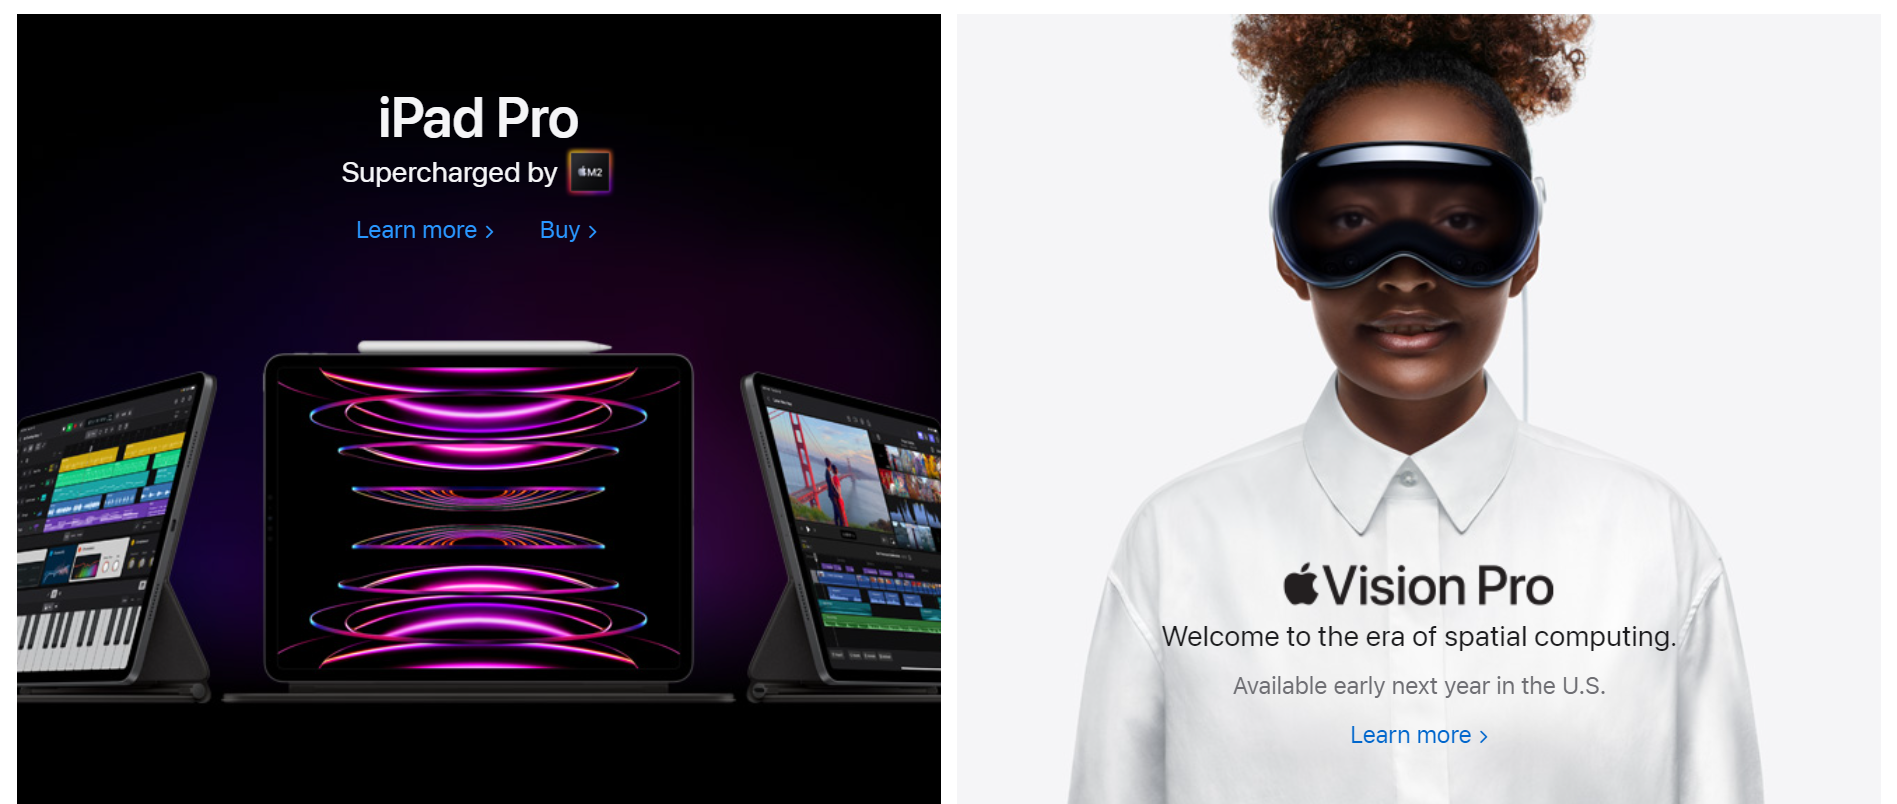 iPad Pro
Supercharged by M2
Learn more >
Buy >
Vision Pro
Welcome to the era of spatial computing.
Available early next year in the U.S.
Learn more >